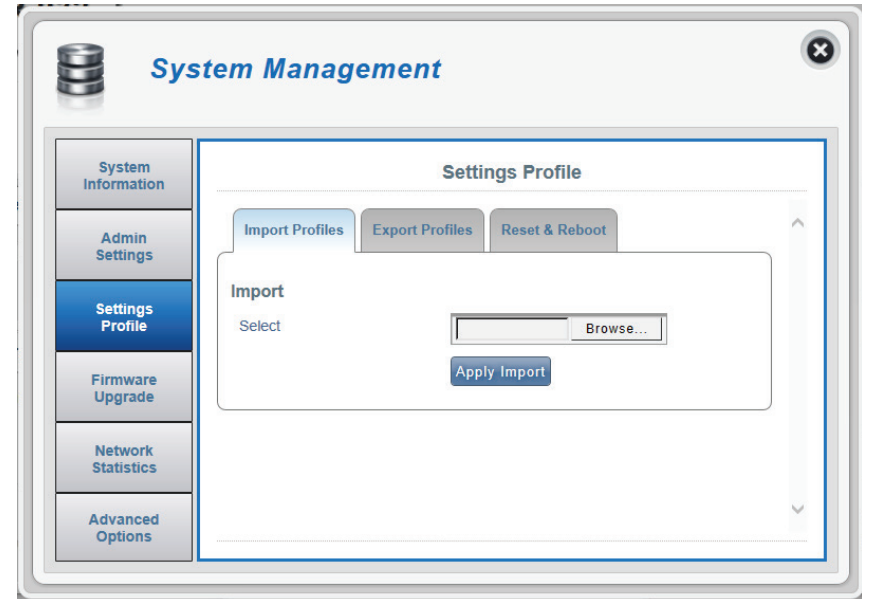 System Management
System
Information
Admin
Settings
Settings
Profile
Firmware
Upgrade
Network
Statistics
Advanced
Options
Settings Profile
Import Profiles
Export Profiles
Reset & Reboot
Import
Select
Browse...
Apply Import